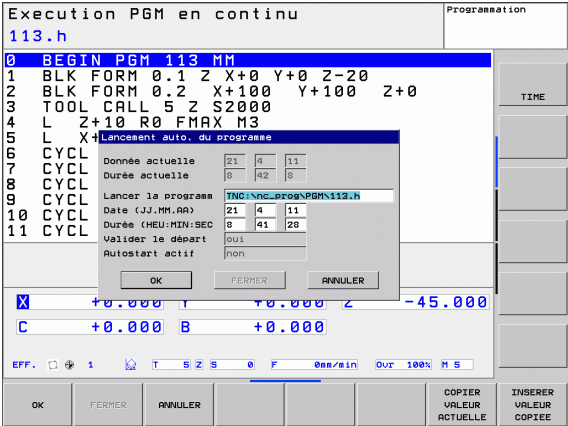 Execution PGM en continu
Programmation
113.h
0 BEGIN PGM 113 MM
1 BLK FORM 0.1 Z X+0 Y+0 Z-20
2 BLK FORM 0.2 X+100 Y+100 Z+0
3 TOOL CALL 5 Z S2000
4 L Z+10 R0 FMAX M3
5 L X+
6 CYCL
7 CYCL
8 CYCL
9 CYCL
10 CYCL
11 CYCL
TIME
Lancement auto. du programme
Donnée actuelle 21 4 11
Durée actuelle 8 42 8
Lancer la programm TNC:\nc_prog\PGM\113.h
Date (JJ.MM.AA) 21 4 11
Durée (HEU:MIN:SEC 8 41 28
Valider le départ oui
Autostart actif non
OK FERMER ANNULER
X +0.000 Y +0.000 Z -45.000
C +0.000 B +0.000
EFF. 1 T 5 Z S 0 F 0mm/min Ovr 100% M 5
OK FERMER ANNULER COPIER VALEUR ACTUELLE INSERER VALEUR COPIEE